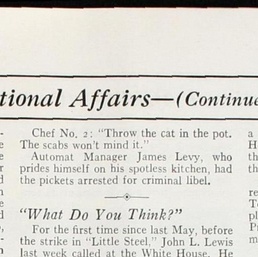 tional Affairs—(Continue
Chef No. 2: "Throw the cat in the pot.
The scabs won't mind it."
Automat Manager James Levy, who
prides himself on his spotless kitchen, had
the pickets arrested for criminal libel.
"What Do You Think?"
For the first time since last May, before
the strike in "Little Steel," John L. Lewis
last week called at the White House. He